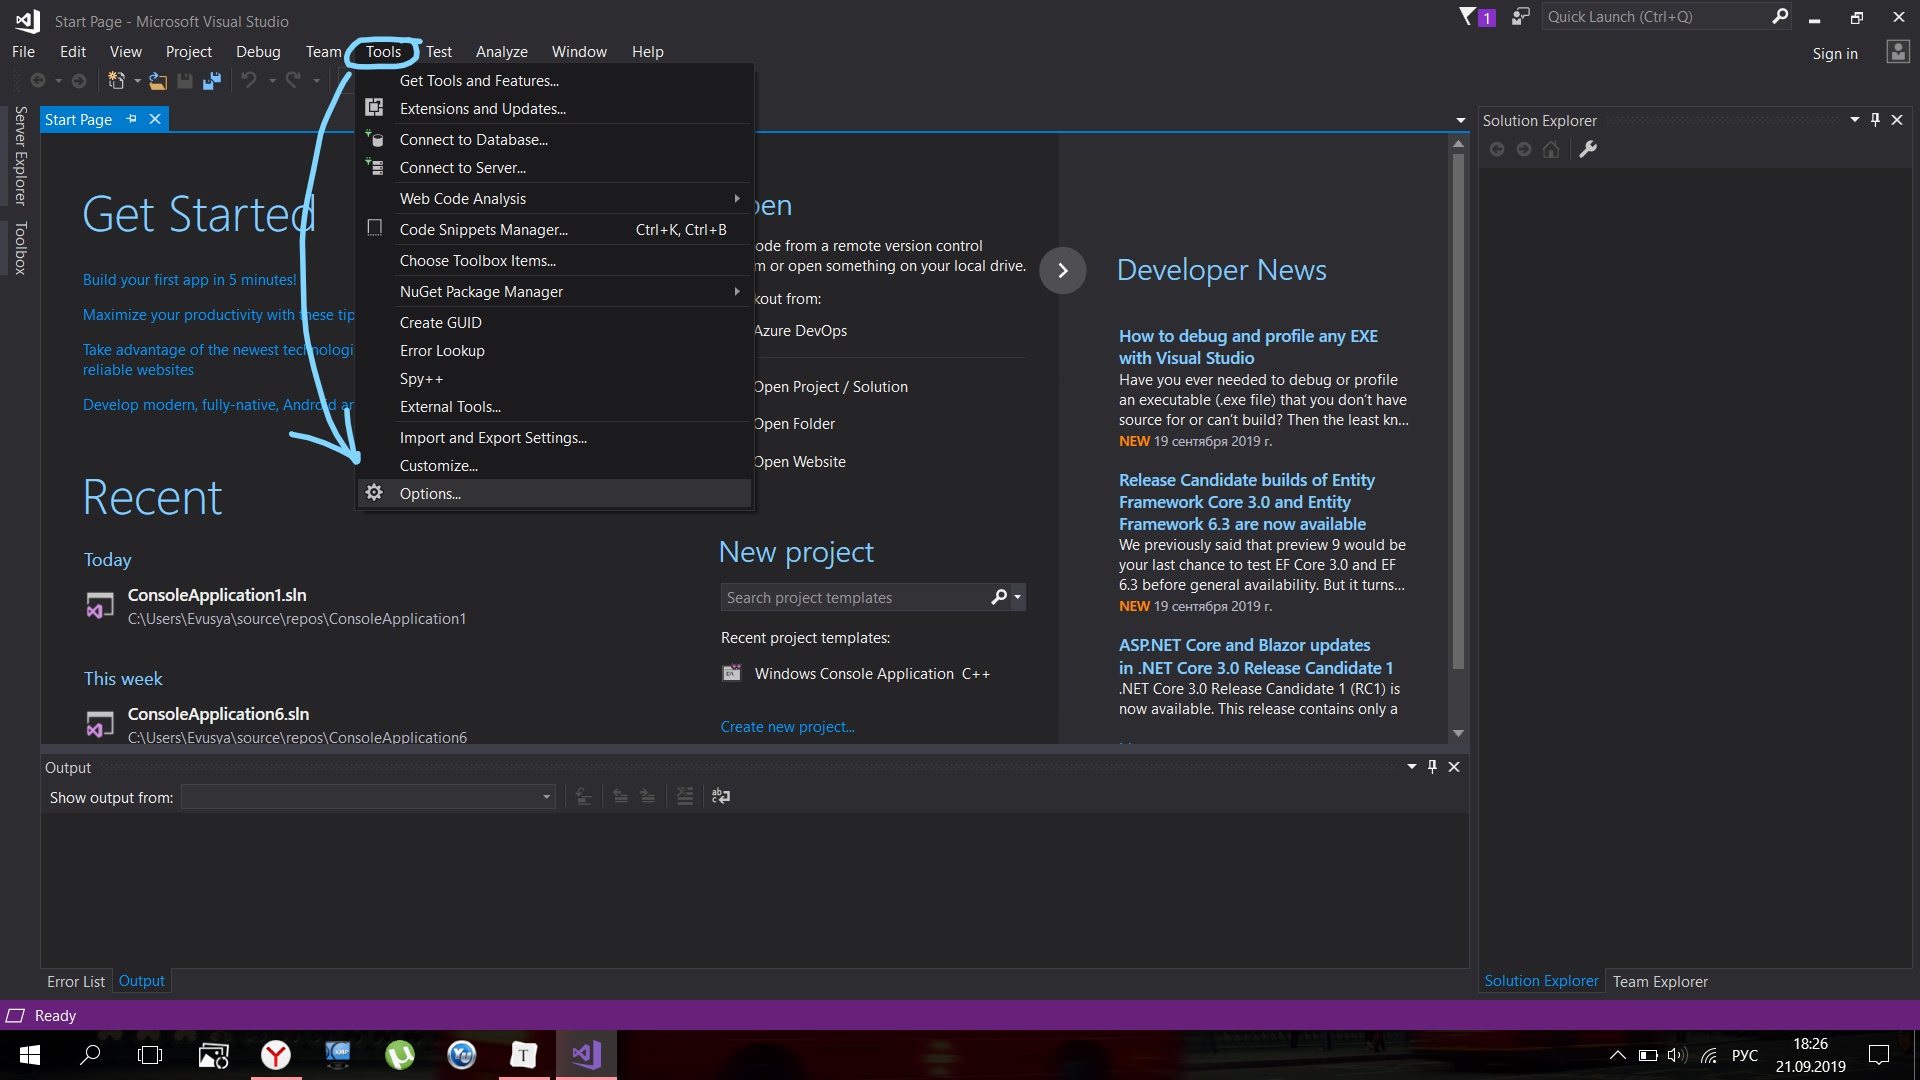 Start Page - Microsoft Visual Studio
1
Quick Launch (Ctrl+Q)
File Edit View Project Debug Team Tools Test Analyze Window Help
Sign in
Server Explorer
Toolbox
Start Page
Get Tools and Features...
Extensions and Updates...
Connect to Database...
Connect to Server...
Web Code Analysis
Code Snippets Manager... Ctrl+K, Ctrl+B
Choose Toolbox Items...
NuGet Package Manager
Create GUID
Error Lookup
Spy++
External Tools...
Import and Export Settings...
Customize...
Options...
Get Started
Build your first app in 5 minutes!
Maximize your productivity with these tip
Take advantage of the newest technologi
reliable websites
Develop modern, fully-native, Android ar
Recent
Today
ConsoleApplication1.sln
C:\Users\Evusya\source\repos\ConsoleApplication1
This week
ConsoleApplication6.sln
C:\Users\Evusya\source\repos\ConsoleApplication6
pen
ode from a remote version control
m or open something on your local drive.
kout from:
Azure DevOps
Open Project / Solution
Open Folder
Open Website
New project
Search project templates
Recent project templates:
Windows Console Application C++
Create new project...
Developer News
How to debug and profile any EXE
with Visual Studio
Have you ever needed to debug or profile
an executable (.exe file) that you don't have
source for or can't build? Then the least kn...
NEW 19 сентября 2019 г.
Release Candidate builds of Entity
Framework Core 3.0 and Entity
Framework 6.3 are now available
We previously said that preview 9 would be
your last chance to test EF Core 3.0 and EF
6.3 before general availability. But it turns...
NEW 19 сентября 2019 г.
ASP.NET Core and Blazor updates
in .NET Core 3.0 Release Candidate 1
.NET Core 3.0 Release Candidate 1 (RC1) is
now available. This release contains only a
Solution Explorer
Output
Show output from:
Error List Output
Solution Explorer Team Explorer
Ready
РУС
18:26
21.09.2019